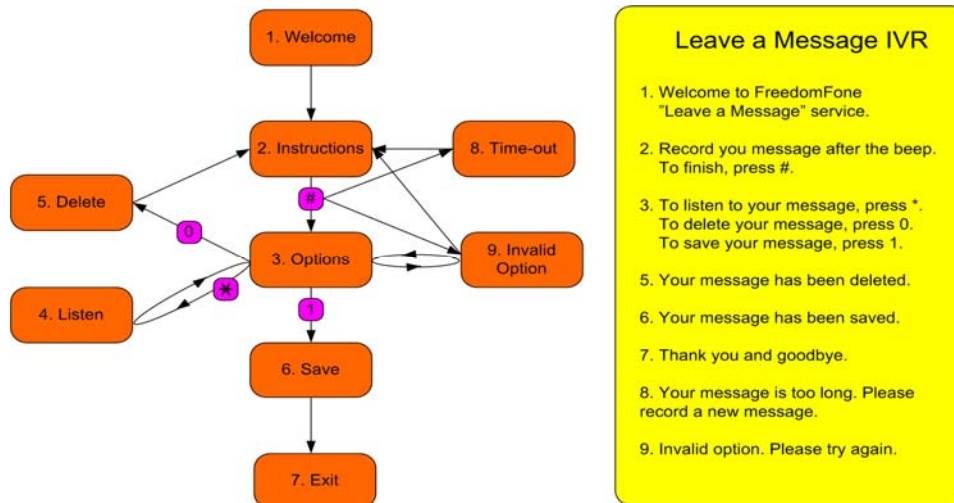 1. Welcome
2. Instructions
8. Time-out
#
5. Delete
0
3. Options
9. Invalid
Option
*
4. Listen
1
6. Save
7. Exit
Leave a Message IVR
1. Welcome to FreedomFone
"Leave a Message" service.
2. Record you message after the beep.
To finish, press #.
3. To listen to your message, press *.
To delete your message, press 0.
To save your message, press 1.
5. Your message has been deleted.
6. Your message has been saved.
7. Thank you and goodbye.
8. Your message is too long. Please
record a new message.
9. Invalid option. Please try again.